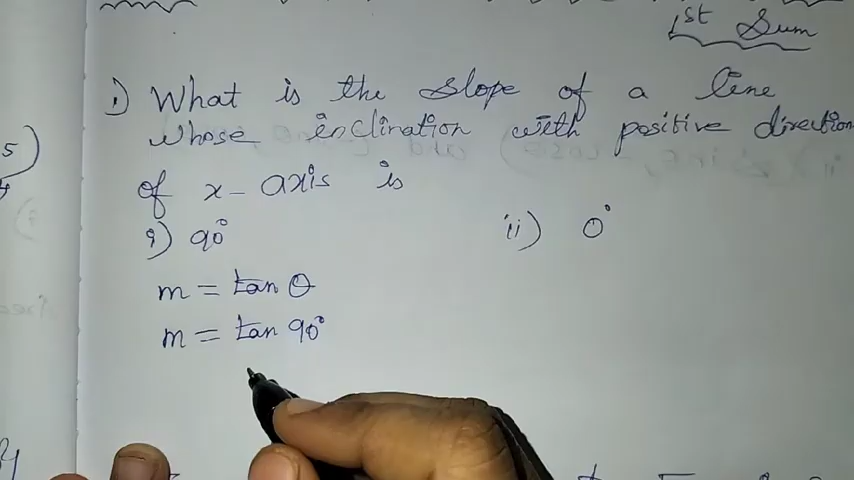 1st Sum
1) What is the slope of a line
whose inclination with positive direction
of x-axis is
i) 90°
ii) 0°
m = tan θ
m = tan 90°
5)